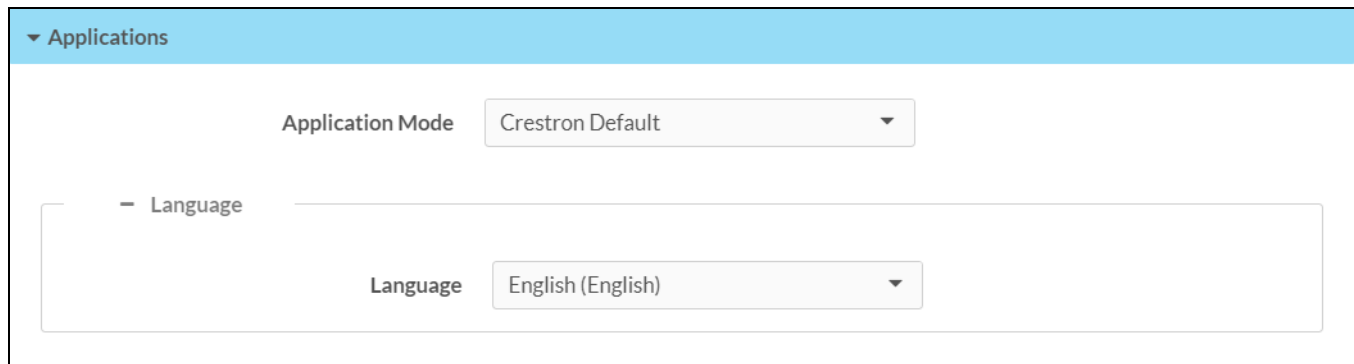 Applications
Application Mode Crestron Default
Language
Language English (English)